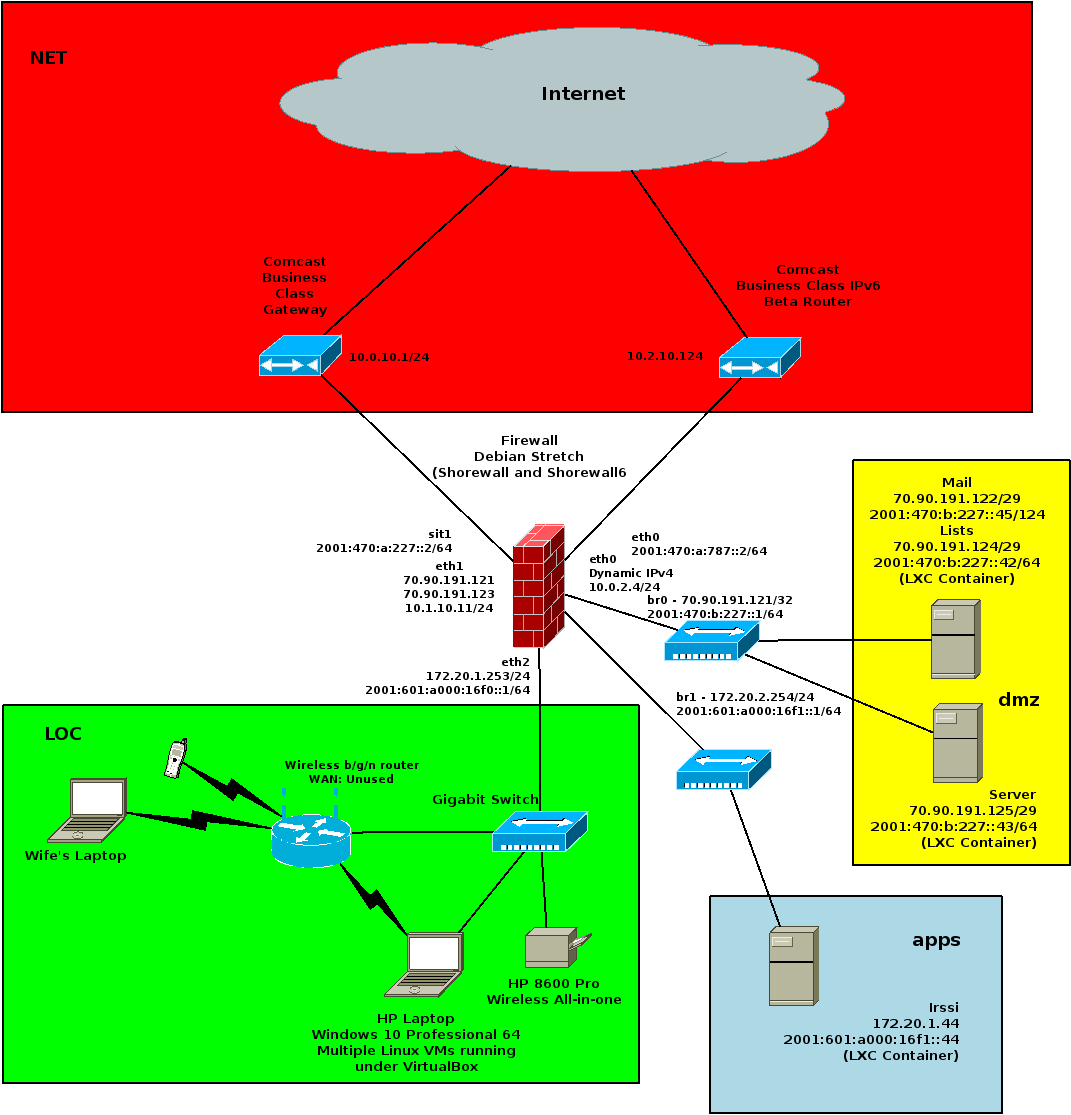 NET
Internet
Comcast
Business
Class
Gateway
Comcast
Business Class IPv6
Beta Router
10.0.10.1/24
10.2.10.124
Firewall
Debian Stretch
(Shorewall and Shorewall6
sit1
2001:470:a:227::2/64
eth1
70.90.191.121
70.90.191.123
10.1.10.11/24
eth0
2001:470:a:787::2/64
eth0
Dynamic IPv4
10.0.2.4/24
br0 - 70.90.191.121/32
2001:470:b:227::1/64
eth2
172.20.1.253/24
2001:601:a000:16f0::1/64
br1 - 172.20.2.254/24
2001:601:a000:16f1::1/64
Mail
70.90.191.122/29
2001:470:b:227::45/124
Lists
70.90.191.124/29
2001:470:b:227::42/64
(LXC Container)
dmz
Server
70.90.191.125/29
2001:470:b:227::43/64
(LXC Container)
LOC
Wireless b/g/n router
WAN: Unused
Gigabit Switch
Wife's Laptop
HP 8600 Pro
Wireless All-in-one
HP Laptop
Windows 10 Professional 64
Multiple Linux VMs running
under VirtualBox
apps
Irssi
172.20.1.44
2001:601:a000:16f1::44
(LXC Container)